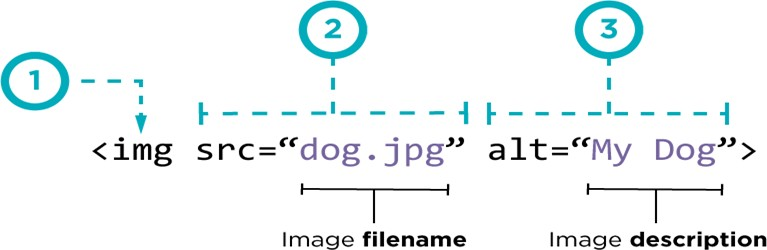 2 3
1
<img src=“dog.jpg” alt=“My Dog”>
Image filename Image description